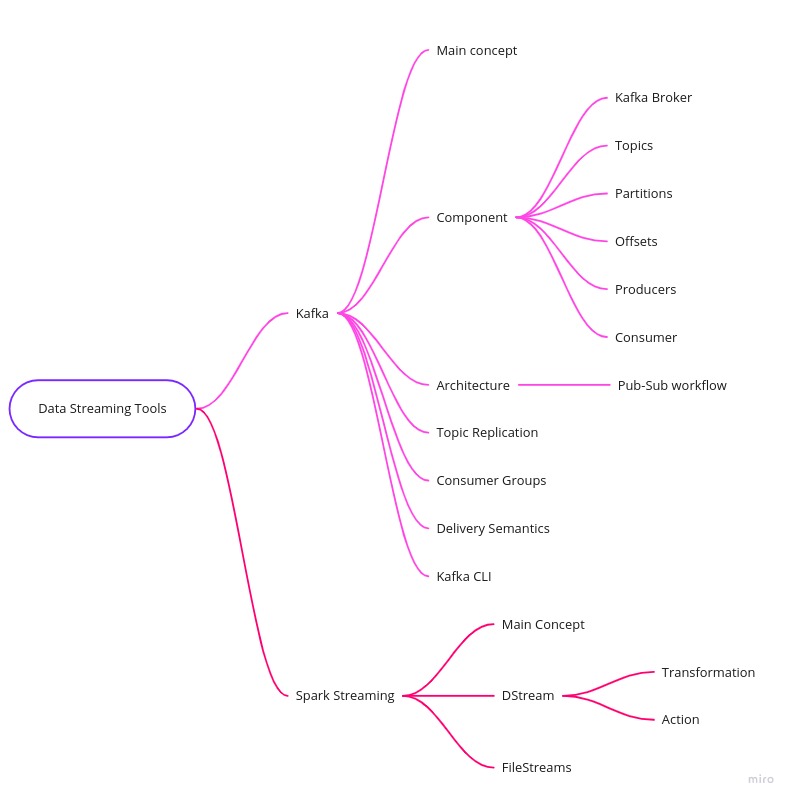 Data Streaming Tools
Kafka
Main concept
Component
Kafka Broker
Topics
Partitions
Offsets
Producers
Consumer
Architecture
Pub-Sub workflow
Topic Replication
Consumer Groups
Delivery Semantics
Kafka CLI
Spark Streaming
Main Concept
DStream
Transformation
Action
FileStreams
miro